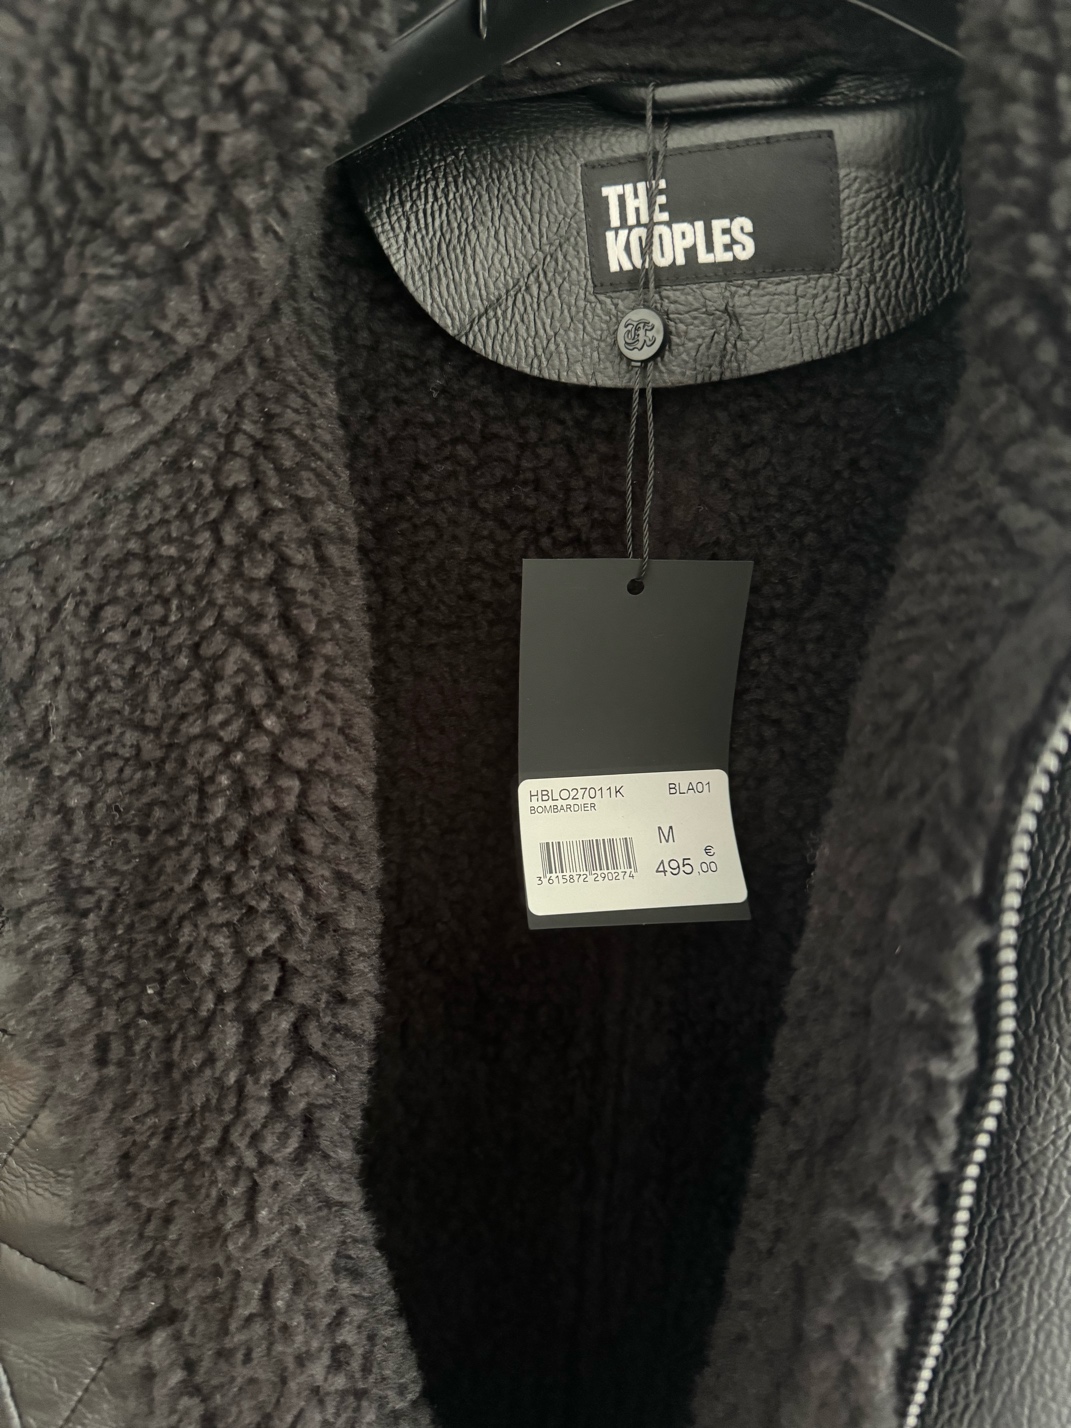 THE
KOOPLES
HBLO27011K BLA01
BOMBARDIER
M
€
495,00
3 615872 290274